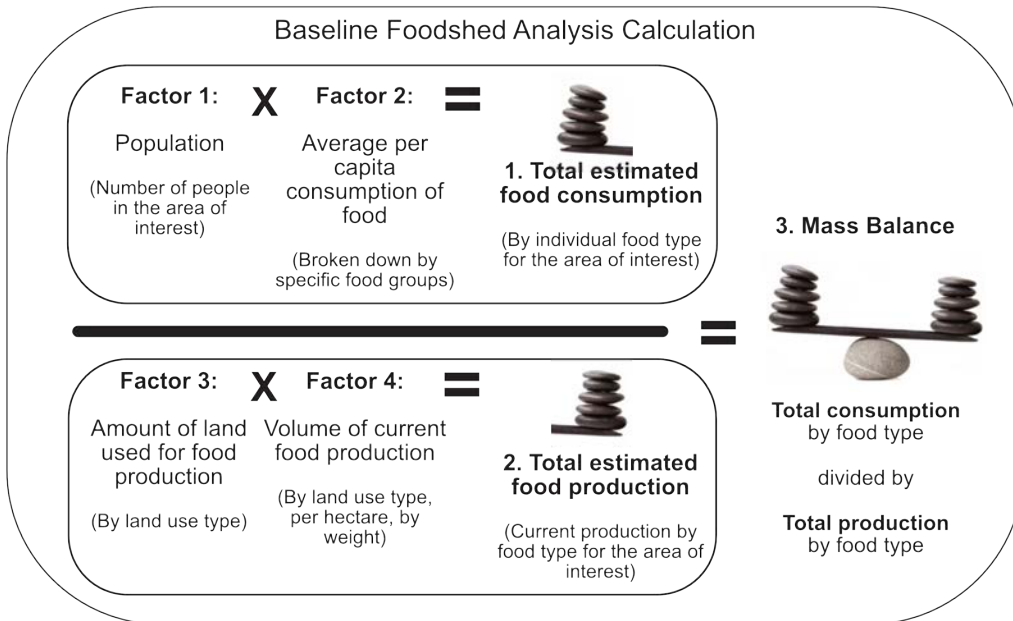 Baseline Foodshed Analysis Calculation
Factor 1:
X
Factor 2:
=
Population
(Number of people
in the area of
interest)
Average per
capita
consumption of
food
(Broken down by
specific food groups)
1. Total estimated
food consumption
(By individual food type
for the area of interest)
Factor 3:
X
Factor 4:
=
Amount of land
used for food
production
(By land use type)
Volume of current
food production
(By land use type,
per hectare, by
weight)
2. Total estimated
food production
(Current production by
food type for the area of
interest)
=
3. Mass Balance
Total consumption
by food type
divided by
Total production
by food type